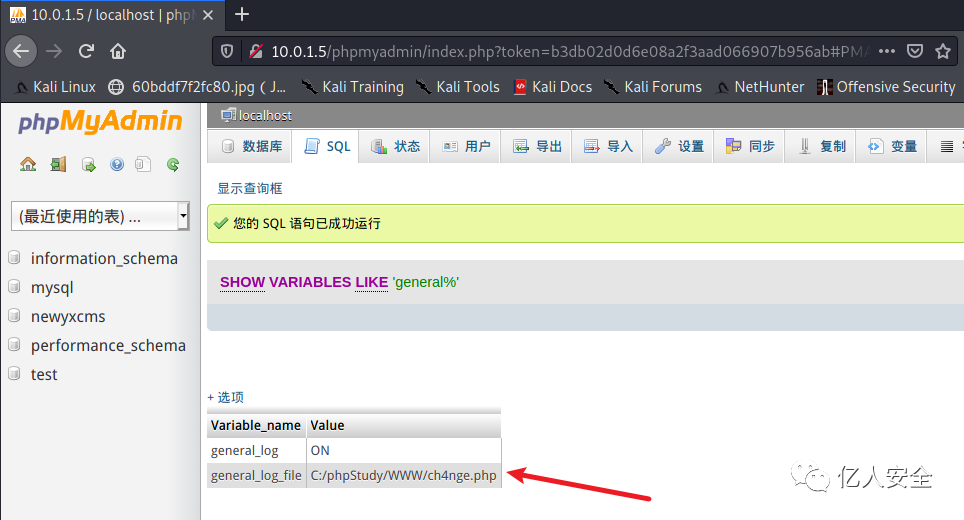 10.0.1.5 / localhost | phpM
10.0.1.5/phpmyadmin/index.php?token=b3db02d0d6e08a2f3aad066907b956ab#PMA
Kali Linux 60bddf7f2fc80.jpg ( J... Kali Training Kali Tools Kali Docs Kali Forums NetHunter Offensive Security
phpMyAdmin
localhost
数据库 SQL 状态 用户 导出 导入 设置 同步 复制 变量
(最近使用的表) ...
information_schema
mysql
newyxcms
performance_schema
test
显示查询框
您的 SQL 语句已成功运行
SHOW VARIABLES LIKE 'general%'
+ 选项
Variable_name Value
general_log ON
general_log_file C:/phpStudy/WWW/ch4nge.php
亿人安全